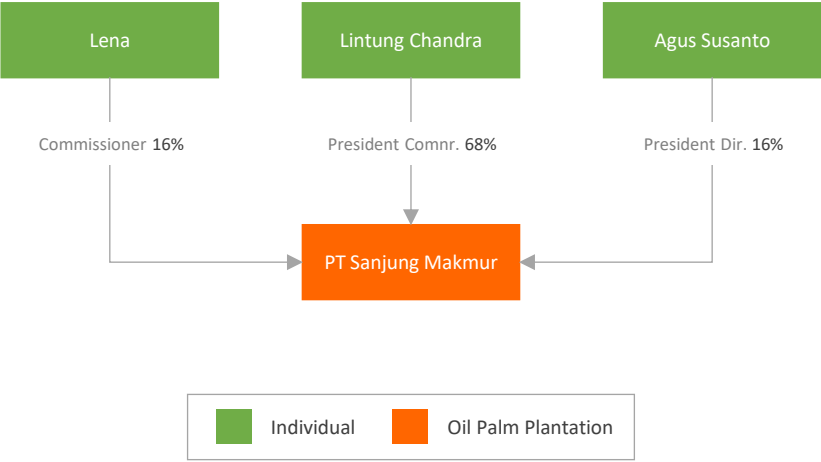 Lena
Lintung Chandra
Agus Susanto
Commissioner 16%
President Comnr. 68%
President Dir. 16%
PT Sanjung Makmur
Individual
Oil Palm Plantation